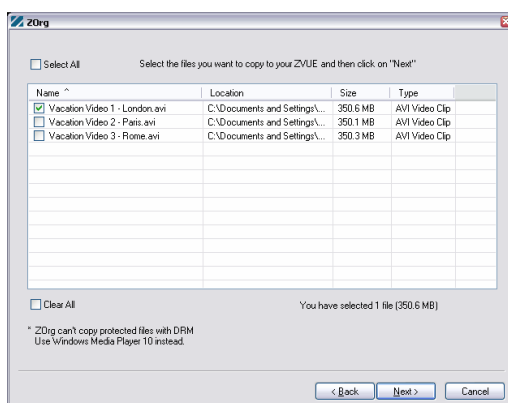 ZOrg
Select All
Select the files you want to copy to your ZVUE and then click on "Next"
Name Location Size Type
Vacation Video 1 - London.avi C:\Documents and Settings\... 350.6 MB AVI Video Clip
Vacation Video 2 - Paris.avi C:\Documents and Settings\... 350.1 MB AVI Video Clip
Vacation Video 3 - Rome.avi C:\Documents and Settings\... 350.3 MB AVI Video Clip
Clear All
You have selected 1 file (350.6 MB)
* ZOrg can't copy protected files with DRM
Use Windows Media Player 10 instead.
< Back Next > Cancel